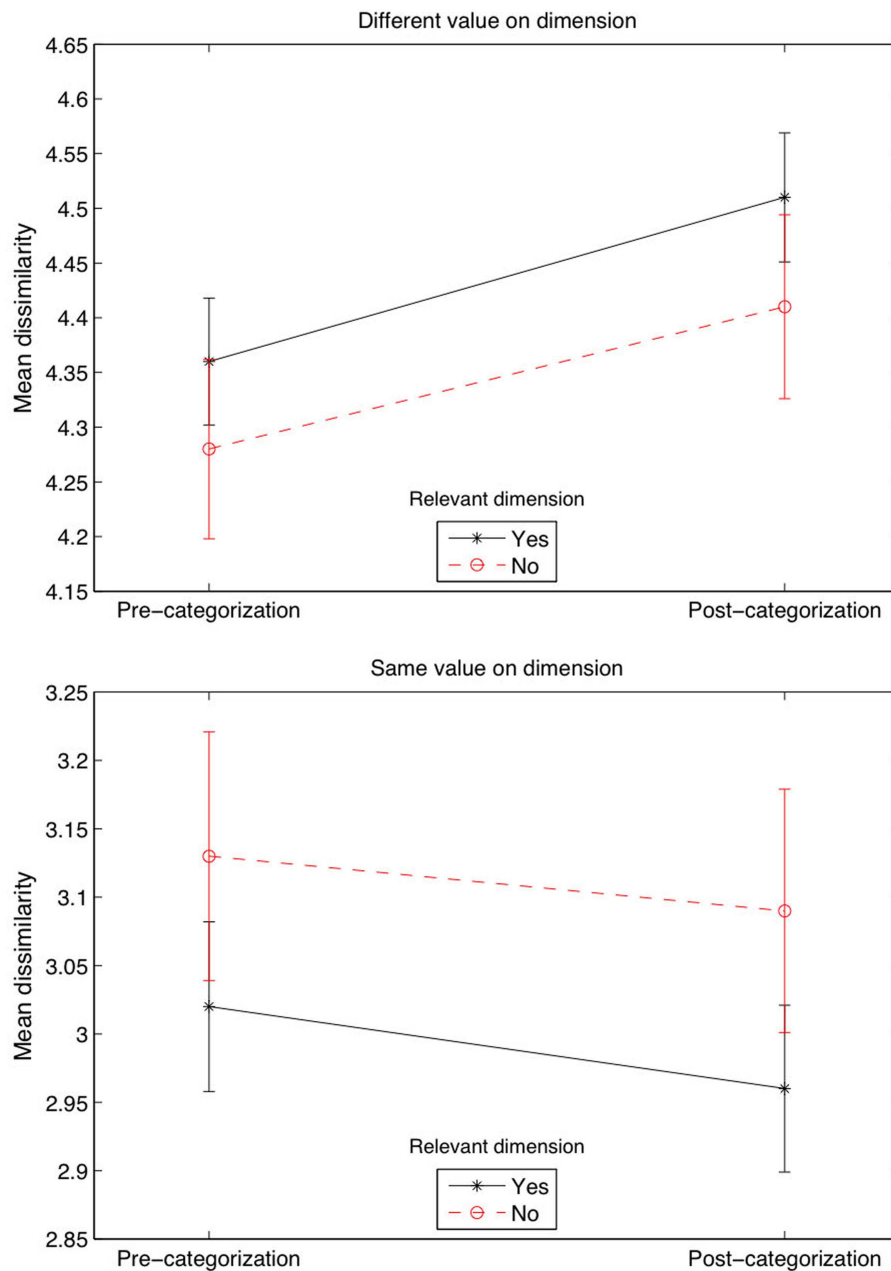 Different value on dimension
4.65
4.6
4.55
4.5
4.45
4.4
4.35
4.3
4.25
4.2
4.15
Mean dissimilarity
Relevant dimension
Yes
No
Pre−categorization
Post−categorization
Same value on dimension
3.25
3.2
3.15
3.1
3.05
3
2.95
2.9
2.85
Mean dissimilarity
Relevant dimension
Yes
No
Pre−categorization
Post−categorization